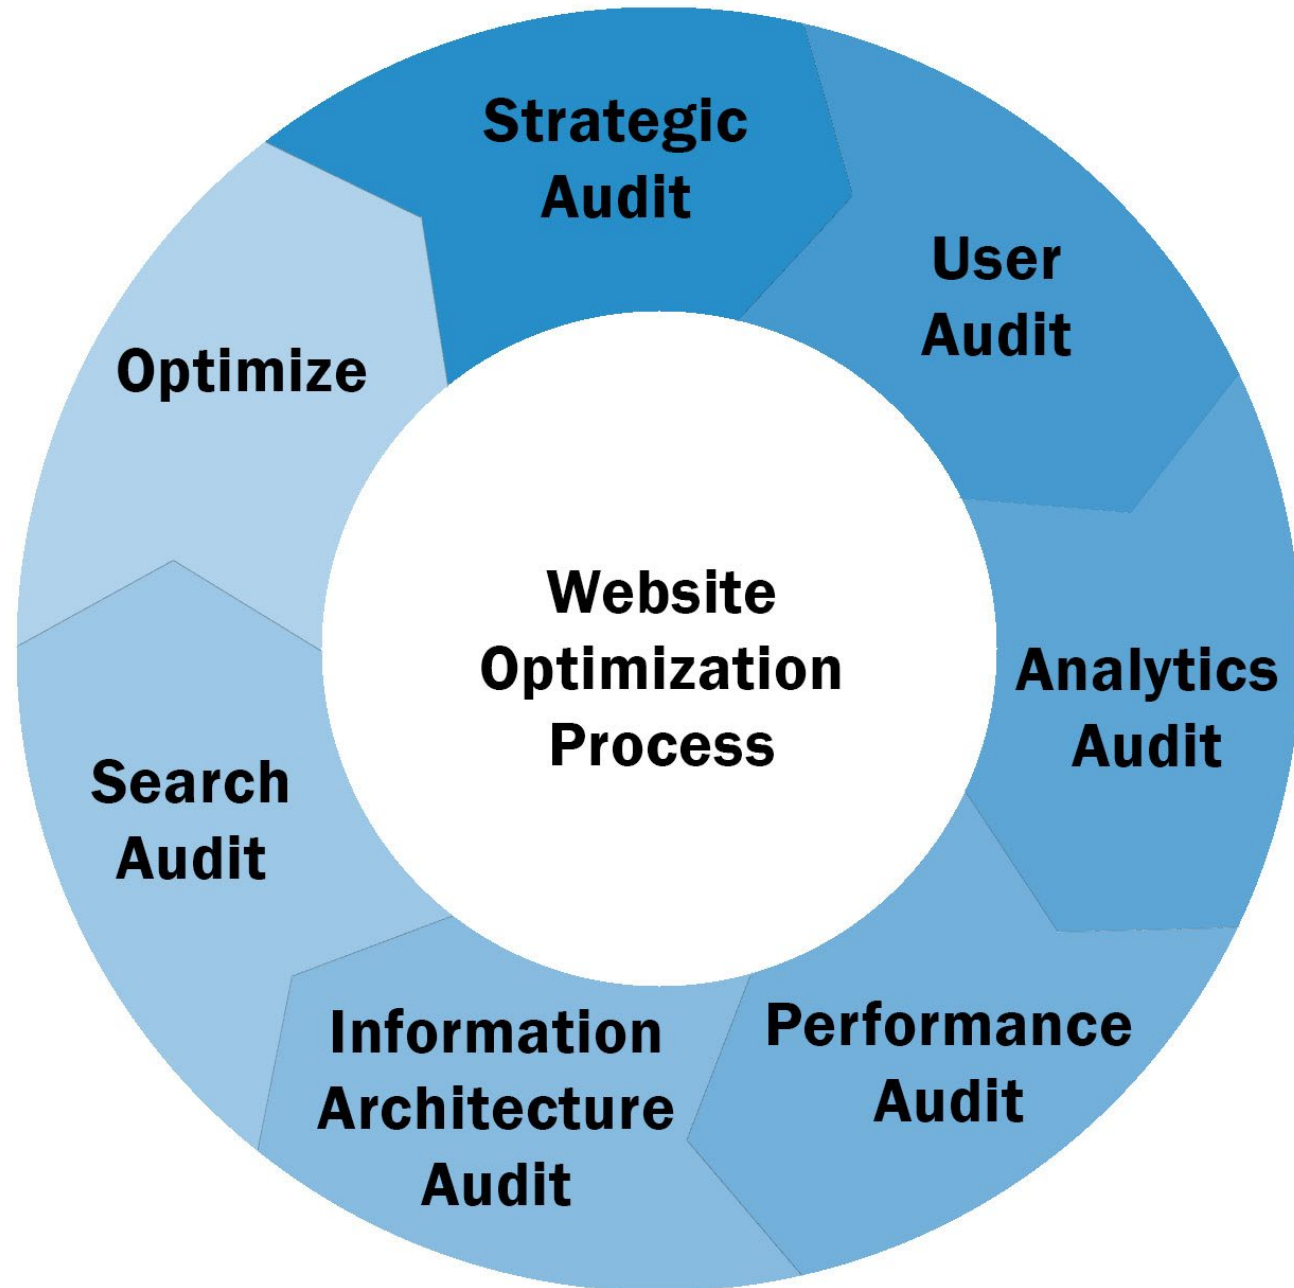 Strategic
Audit
User
Audit
Analytics
Audit
Performance
Audit
Information
Architecture
Audit
Search
Audit
Optimize
Website
Optimization
Process